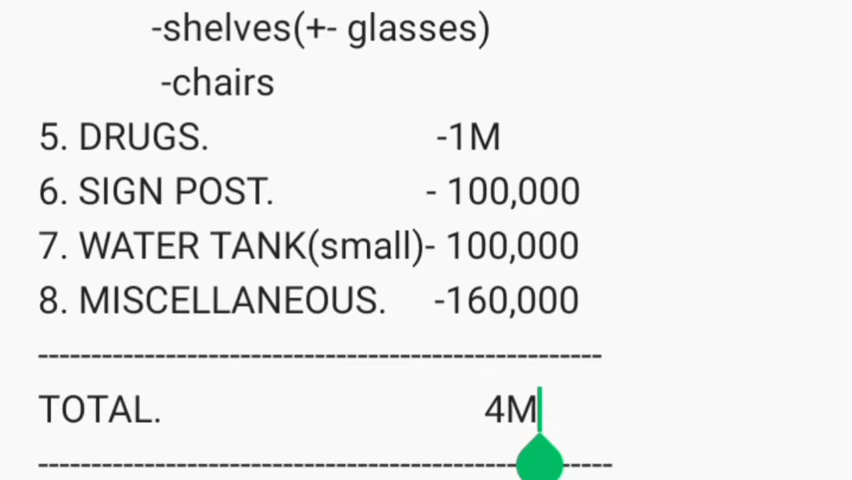 -shelves(+- glasses)
-chairs
5. DRUGS. -1M
6. SIGN POST. - 100,000
7. WATER TANK(small)- 100,000
8. MISCELLANEOUS. -160,000
-----------------------------------------------------
TOTAL. 4M
------------------------------------------------------